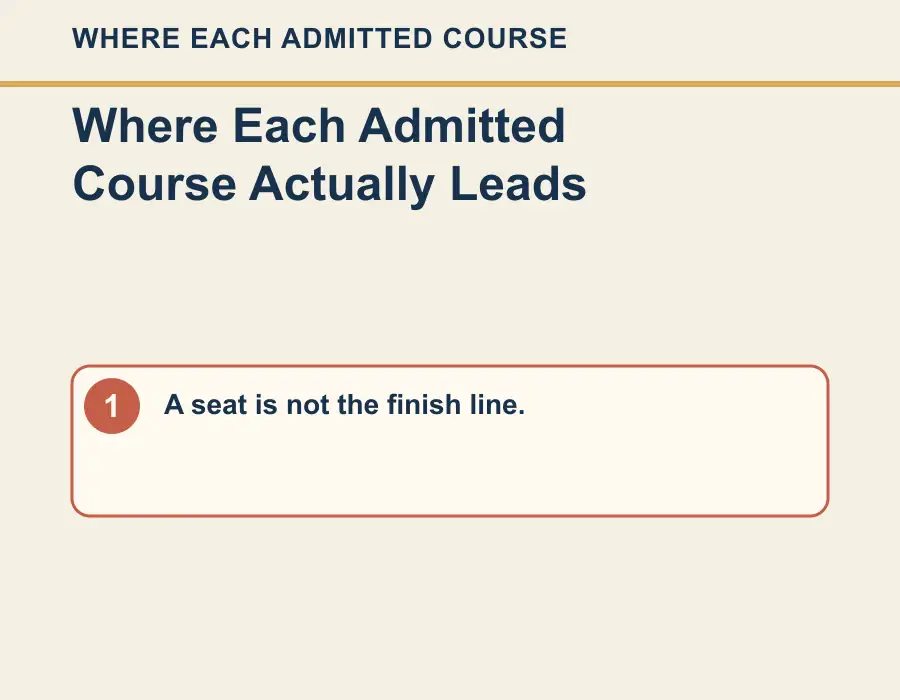 WHERE EACH ADMITTED COURSE
Where Each Admitted
Course Actually Leads
1
A seat is not the finish line.